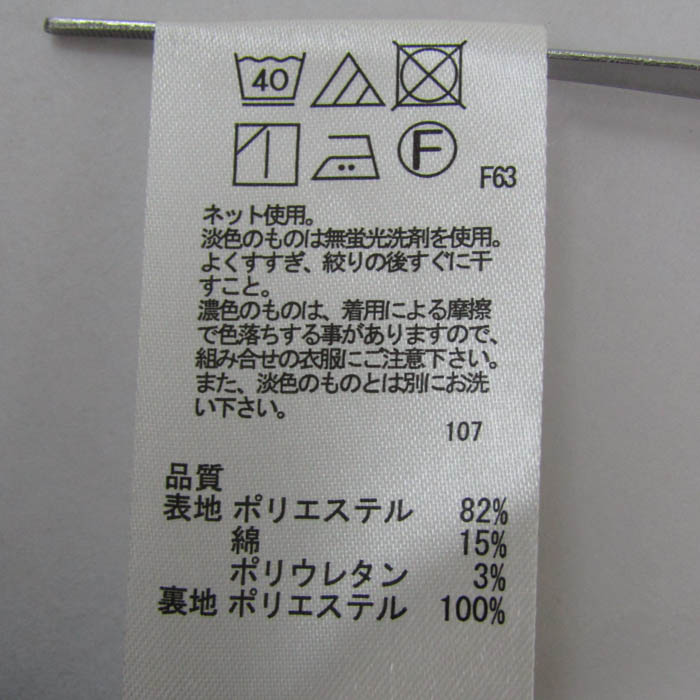 40
F
F63
ネット使用。
淡色のものは無蛍光洗剤を使用。
よくすすぎ、絞りの後すぐに干
すこと。
濃色のものは、着用による摩擦
で色落ちする事がありますので、
組み合せの衣服にご注意下さい。
また、淡色のものとは別にお洗
い下さい。
107
品質
表地 ポリエステル 82%
綿 15%
ポリウレタン 3%
裏地 ポリエステル 100%